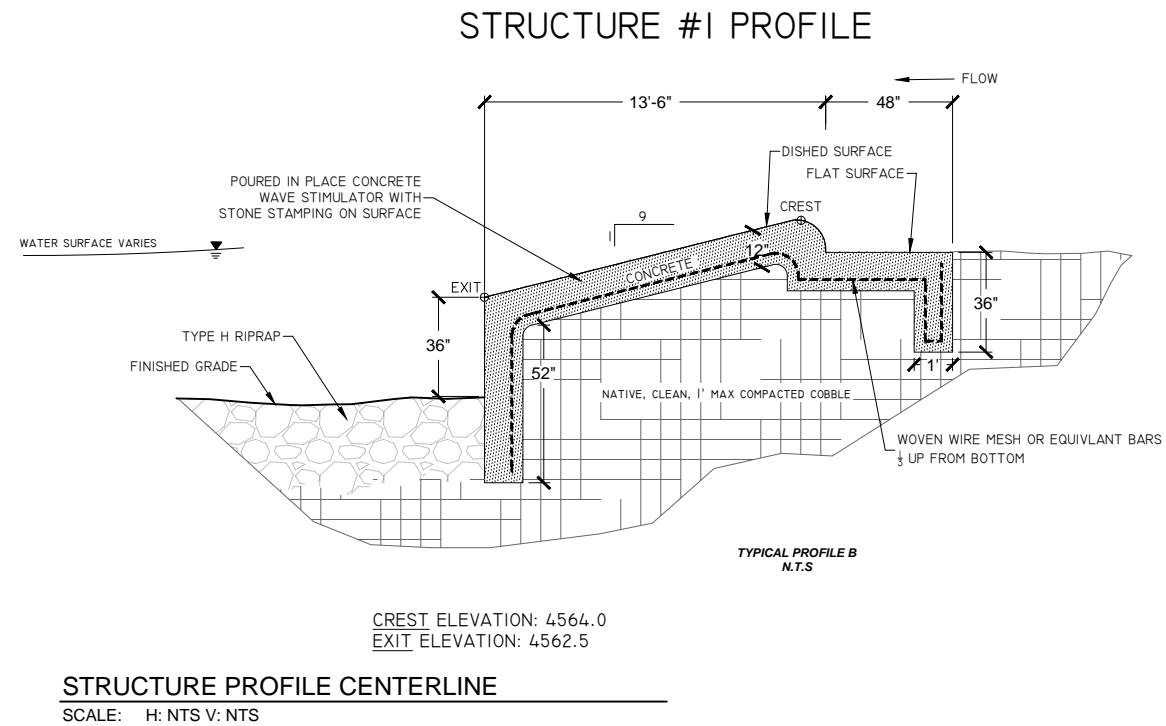 STRUCTURE #1 PROFILE
FLOW
13'-6"
48"
DISHED SURFACE
FLAT SURFACE
POURED IN PLACE CONCRETE
WAVE STIMULATOR WITH
STONE STAMPING ON SURFACE
CREST
9
1
WATER SURFACE VARIES
12"
CONCRETE
EXIT
36"
36"
TYPE H RIPRAP
FINISHED GRADE
52"
1'
NATIVE, CLEAN, 1' MAX COMPACTED COBBLE
WOVEN WIRE MESH OR EQUIVLANT BARS
1/3 UP FROM BOTTOM
TYPICAL PROFILE B
N.T.S
CREST ELEVATION: 4564.0
EXIT ELEVATION: 4562.5
STRUCTURE PROFILE CENTERLINE
SCALE: H: NTS V: NTS